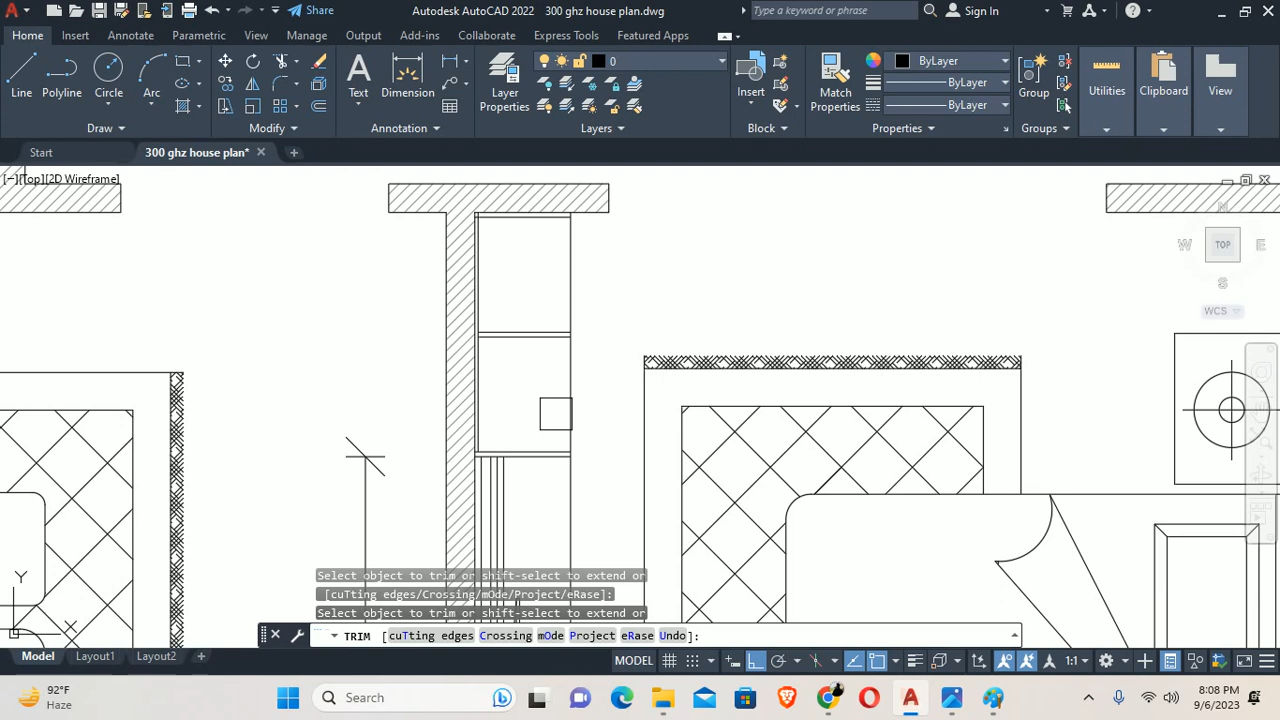 Share
Autodesk AutoCAD 2022 300 ghz house plan.dwg
Type a keyword or phrase
Sign In
Home Insert Annotate Parametric View Manage Output Add-ins Collaborate Express Tools Featured Apps
Line Polyline Circle Arc
Text Dimension
Layer Properties
0
Insert
Match Properties
ByLayer
ByLayer
ByLayer
Group
Utilities
Clipboard
View
Draw Modify Annotation Layers Block Properties Groups
Start 300 ghz house plan*
[−][Top][2D Wireframe]
N
W TOP E
S
WCS
Y
X
Select object to trim or shift-select to extend or
[cuTting edges/Crossing/mOde/Project/eRase]:
Select object to trim or shift-select to extend or
TRIM [cuTting edges Crossing mOde Project eRase Undo]:
Model Layout1 Layout2
MODEL 1:1
92°F
Haze
Search
8:08 PM
9/6/2023